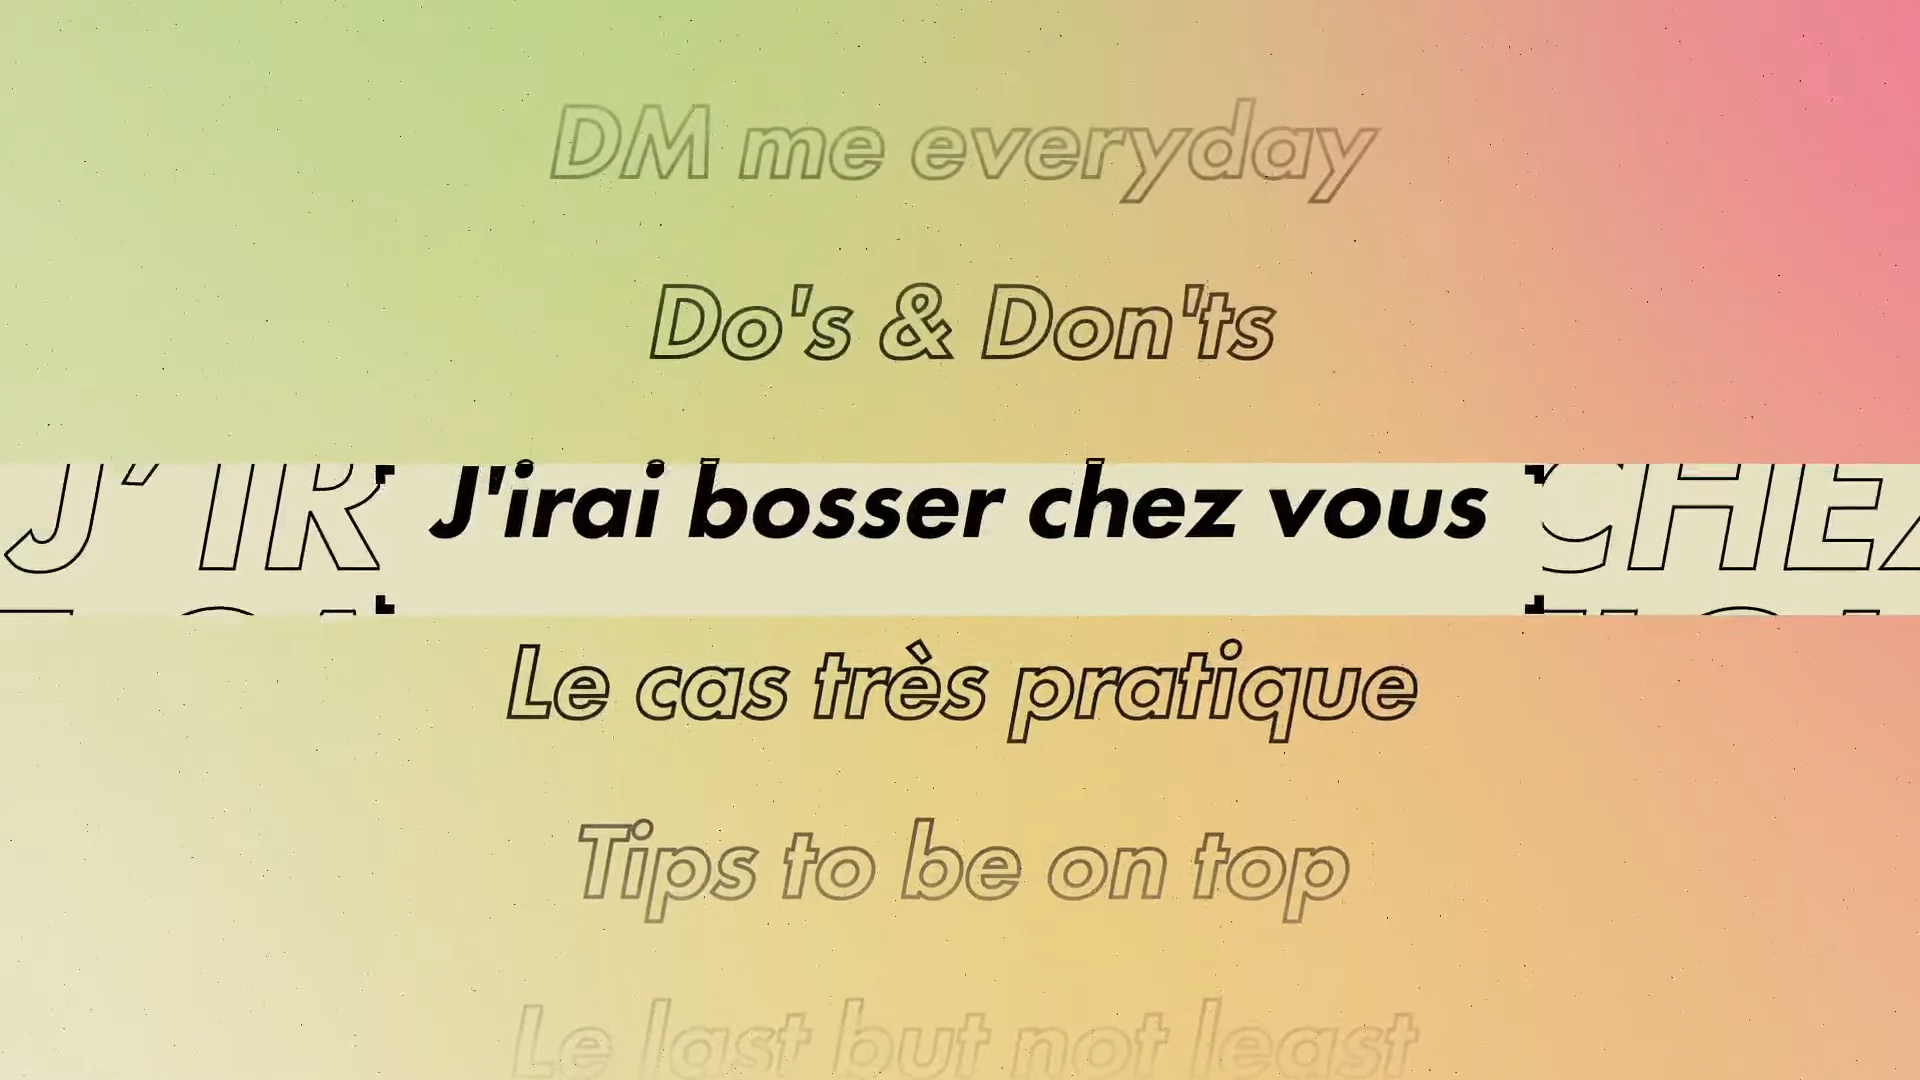 DM me everyday
Do's & Don'ts
J'irai bosser chez vous
Le cas très pratique
Tips to be on top
Le last but not least